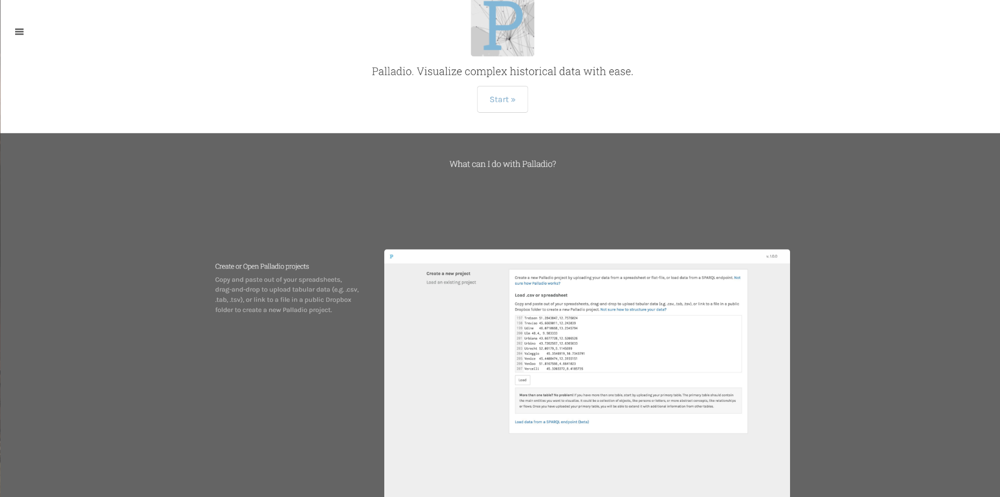 P
Palladio. Visualize complex historical data with ease.
Start »
What can I do with Palladio?
Create or Open Palladio projects
Copy and paste out of your spreadsheets,
drag-and-drop to upload tabular data (e.g. .csv,
.tab, .tsv), or link to a file in a public Dropbox
folder to create a new Palladio project.
P
v. 1.0.0
Create a new project
Load an existing project
Create a new Palladio project by uploading your data from a spreadsheet or flat-file, or load data from a SPARQL endpoint. Not
sure how Palladio works?
Load .csv or spreadsheet
Copy and paste out of your spreadsheets, drag-and-drop to upload tabular data (e.g. .csv, .tab, .tsv), or link to a file in a public
Dropbox folder to create a new Palladio project. Not sure how to structure your data?
197 Trebsen 51.2843847,12.7576024
198 Treviso 45.6669011,12.243039
199 Udine 46.0710668,13.2345794
200 Ulm 48.4, 9.983333
201 Urbiana 43.6677728,12.5206526
202 Urbino 43.7262567,12.6365633
203 Utrecht 52.09179,5.1145699
204 Valeggio 45.3546919,10.7343791
205 Venice 45.4408474,12.3155151
206 Venloo 51.8167566,4.6641023
207 Vercelli 45.3202272,8.4185735
Load
More than one table? No problem! If you have more than one table, start by uploading your primary table. The primary table should contain
the main entities you want to visualize. It could be a collection of objects, like persons or letters, or more abstract concepts, like relationships
or flows. Once you have uploaded your primary table, you will be able to extend it with additional information from other tables.
Load data from a SPARQL endpoint (beta)